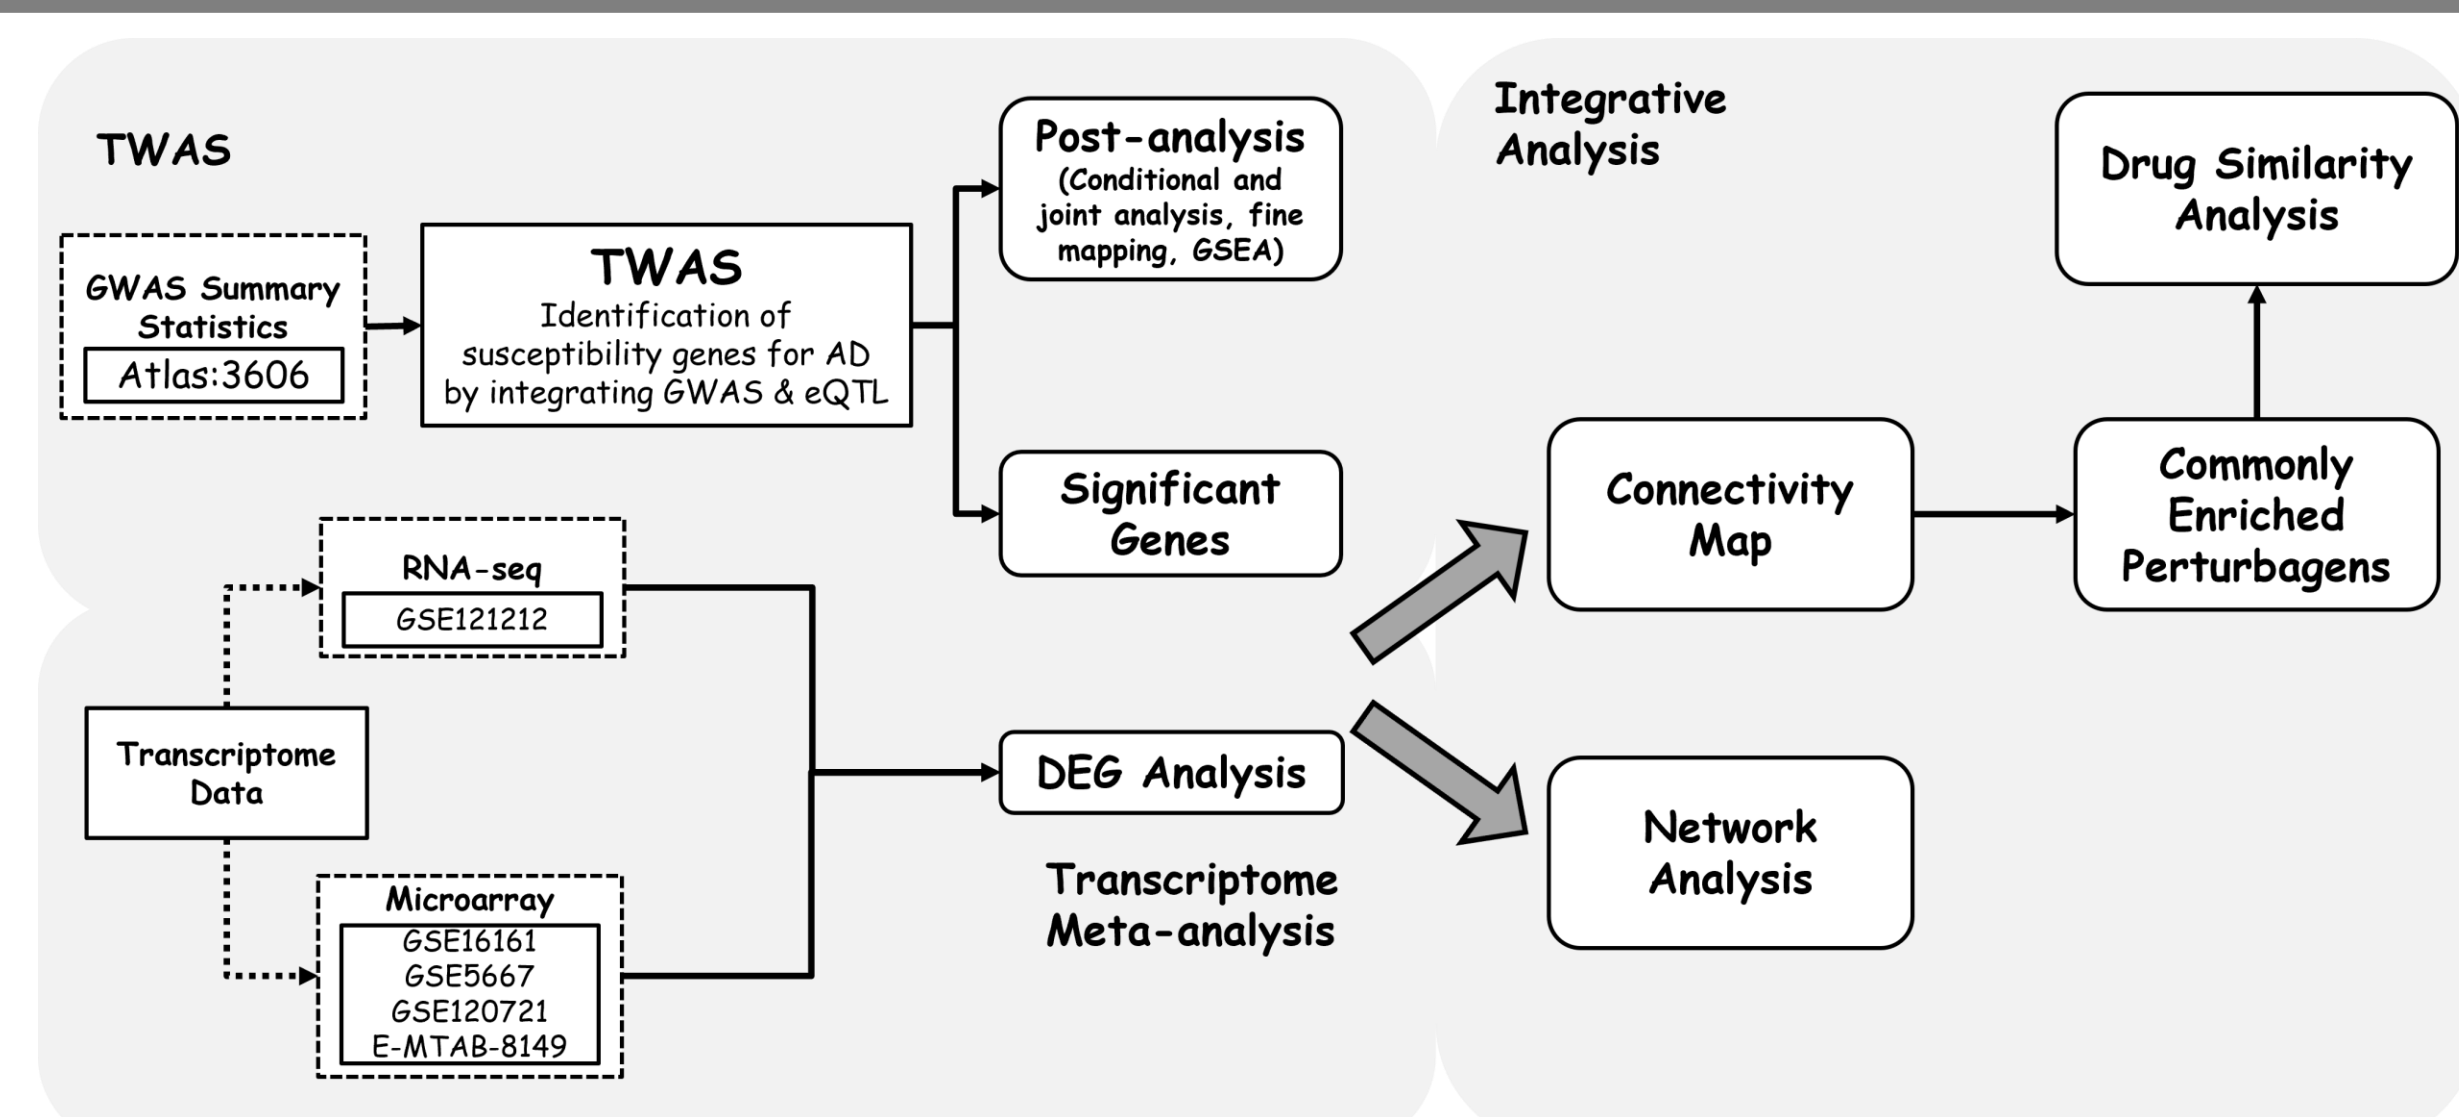 TWAS
GWAS Summary
Statistics
Atlas:3606
TWAS
Identification of
susceptibility genes for AD
by integrating GWAS & eQTL
Post-analysis
(Conditional and
joint analysis, fine
mapping, GSEA)
Significant
Genes
Transcriptome
Data
RNA-seq
GSE121212
Microarray
GSE16161
GSE5667
GSE120721
E-MTAB-8149
DEG Analysis
Transcriptome
Meta-analysis
Integrative
Analysis
Connectivity
Map
Commonly
Enriched
Perturbagens
Drug Similarity
Analysis
Network
Analysis